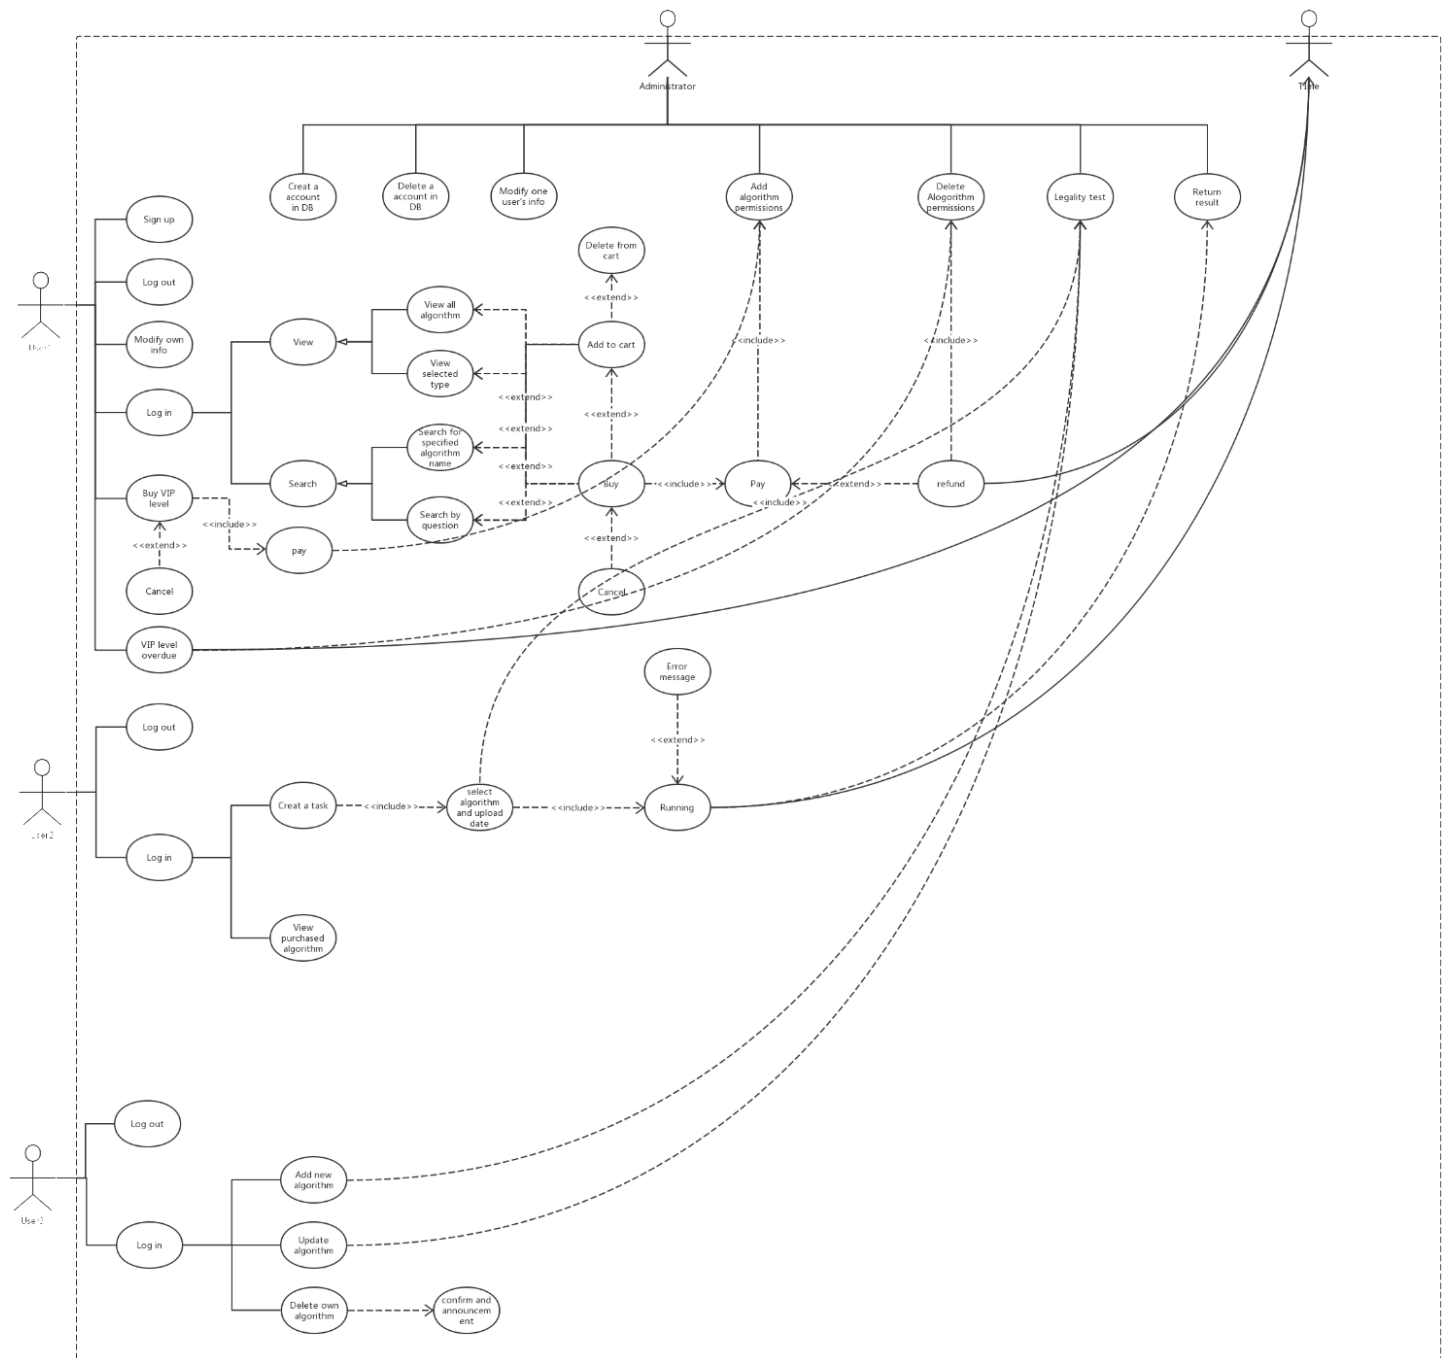 Administrator
Time
Creat a
account
in DB
Delete a
account in
DB
Modify one
user's info
Add
algorithm
permissions
Delete
Alogorithm
permissions
Legality test
Return
result
Sign up
Delete from
cart
Log out
<<extend>>
View all
algorithm
Modify own
info
View
Add to cart
<<include>>
<<include>>
View
selected
type
<<extend>>
Log in
<<extend>>
<<extend>>
Search for
specified
algorithm
name
<<extend>>
Buy VIP
level
Search
Buy
<<include>>
Pay
<<extend>>
refund
<<extend>>
<<include>>
Search by
question
<<include>>
<<extend>>
pay
<<extend>>
Cancel
Cancel
VIP level
overdue
Error
message
Log out
<<extend>>
User2
Creat a task
<<include>>
select
algorithm
and upload
date
<<include>>
Running
Log in
View
purchased
algorithm
Log out
Add new
algorithm
User3
Log in
Update
algorithm
Delete own
algorithm
confirm and
announcem
ent